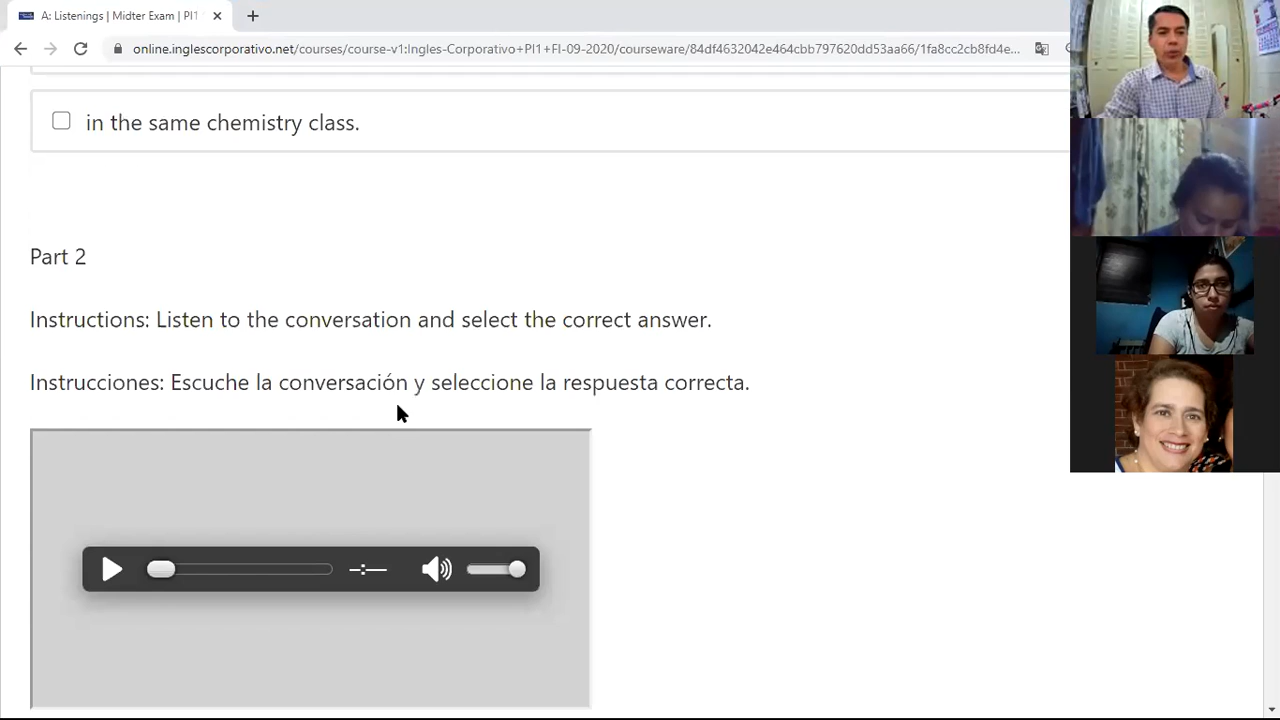 A: Listenings | Midter Exam | PI1
online.inglescorporativo.net/courses/course-v1:Ingles-Corporativo+PI1+FI-09-2020/courseware/84df4632042e464cbb797620dd53aa66/1fa8cc2cb8fd4e...
in the same chemistry class.
Part 2
Instructions: Listen to the conversation and select the correct answer.
Instrucciones: Escuche la conversación y seleccione la respuesta correcta.
--:--